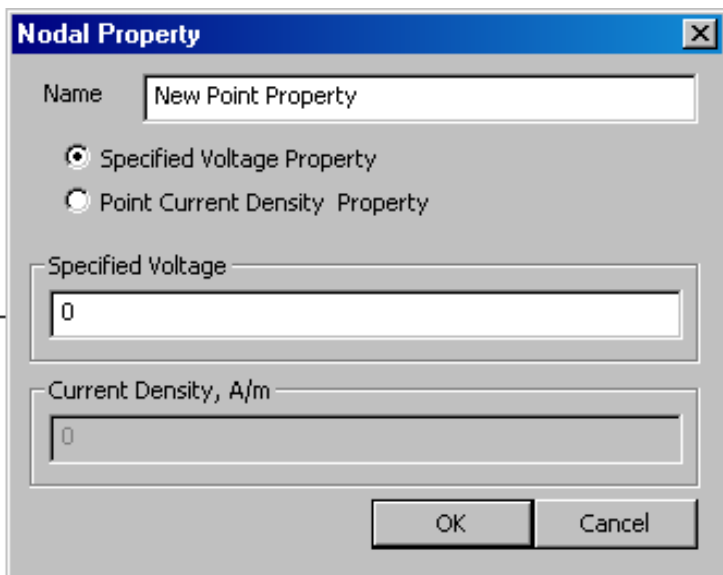 Nodal Property
Name New Point Property
Specified Voltage Property
Point Current Density Property
Specified Voltage
0
Current Density, A/m
0
OK Cancel